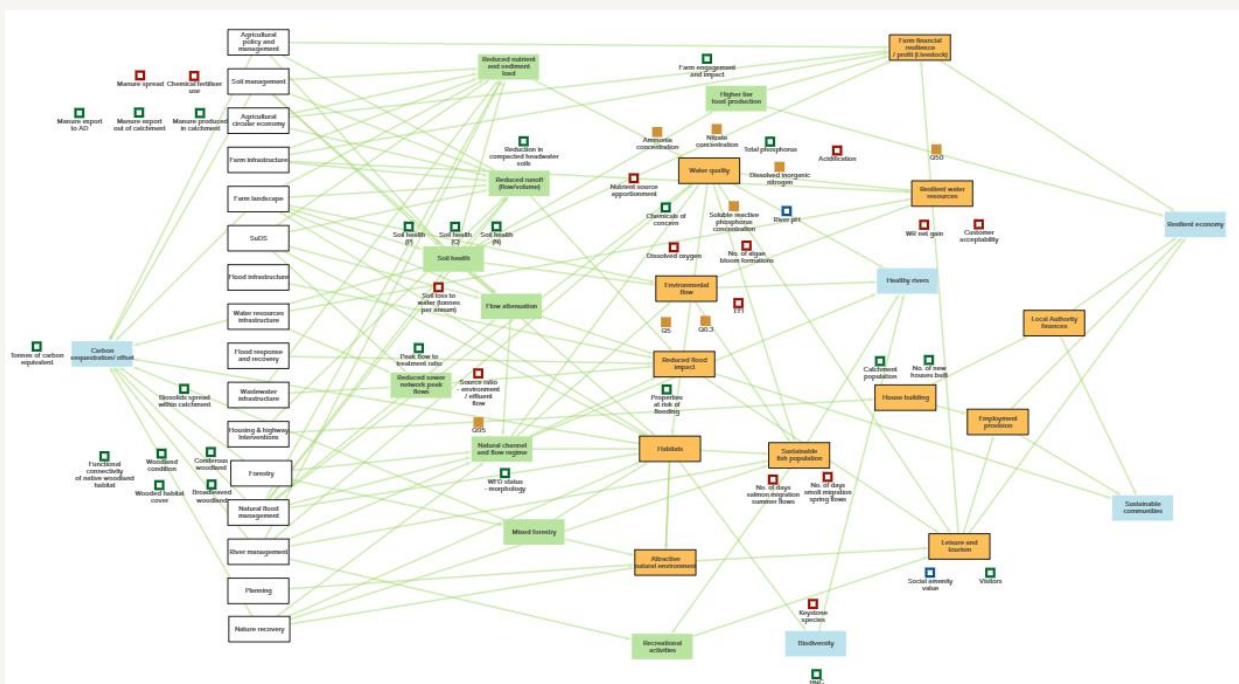 Agricultural
policy and
management
Soil management
Agricultural
circular economy
Farm infrastructure
Farm landscape
SuDS
Flood infrastructure
Water resources
infrastructure
Flood response
and recovery
Wastewater
infrastructure
Housing & highway
interventions
Forestry
Natural flood
management
River management
Planning
Nature recovery
Manure spread
Chemical fertiliser
use
Manure export
to AD
Manure export
out of catchment
Manure produced
in catchment
Tonnes of carbon
equivalent
Carbon
sequestration/ offset
Biosolids spread
within catchment
Functional
connectivity
of native woodland
habitat
Woodland
condition
Coniferous
woodland
Wooded habitat
cover
Broadleaved
woodland
Reduced nutrient
and sediment
load
Reduction in
compacted headwater
soils
Reduced runoff
(flow/volume)
Soil health
(P)
Soil health
(C)
Soil health
(N)
Soil health
Soil loss to
water (tonnes
per annum)
Flow attenuation
Peak flow to
treatment ratio
Reduced sewer
network peak
flows
Source ratio
- environment
/ effluent
flow
Q95
Natural channel
and flow regime
WFD status
- morphology
Mixed forestry
Farm engagement
and impact
Higher tier
food production
Ammonia
concentration
Nitrate
concentration
Total phosphorus
Acidification
Water quality
Dissolved inorganic
nitrogen
Nutrient source
apportionment
Chemicals of
concern
Soluble reactive
phosphorus
concentration
River pH
Dissolved oxygen
No. of algae
bloom formations
Environmental
flow
EFI
Q5
Q0.3
Reduced flood
impact
Properties
at risk of
flooding
Habitats
Sustainable
fish population
No. of days
salmon migration
summer flows
No. of days
smolt migration
spring flows
Attractive
natural environment
Recreational
activities
Keystone
species
Biodiversity
BNG
Farm financial
resilience
/ profit (Livestock)
Q50
Resilient water
resources
WR net gain
Customer
acceptability
Healthy rivers
Catchment
population
No. of new
houses built
House building
Employment
provision
Local Authority
finances
Resilient economy
Sustainable
communities
Leisure and
tourism
Social amenity
value
Visitors